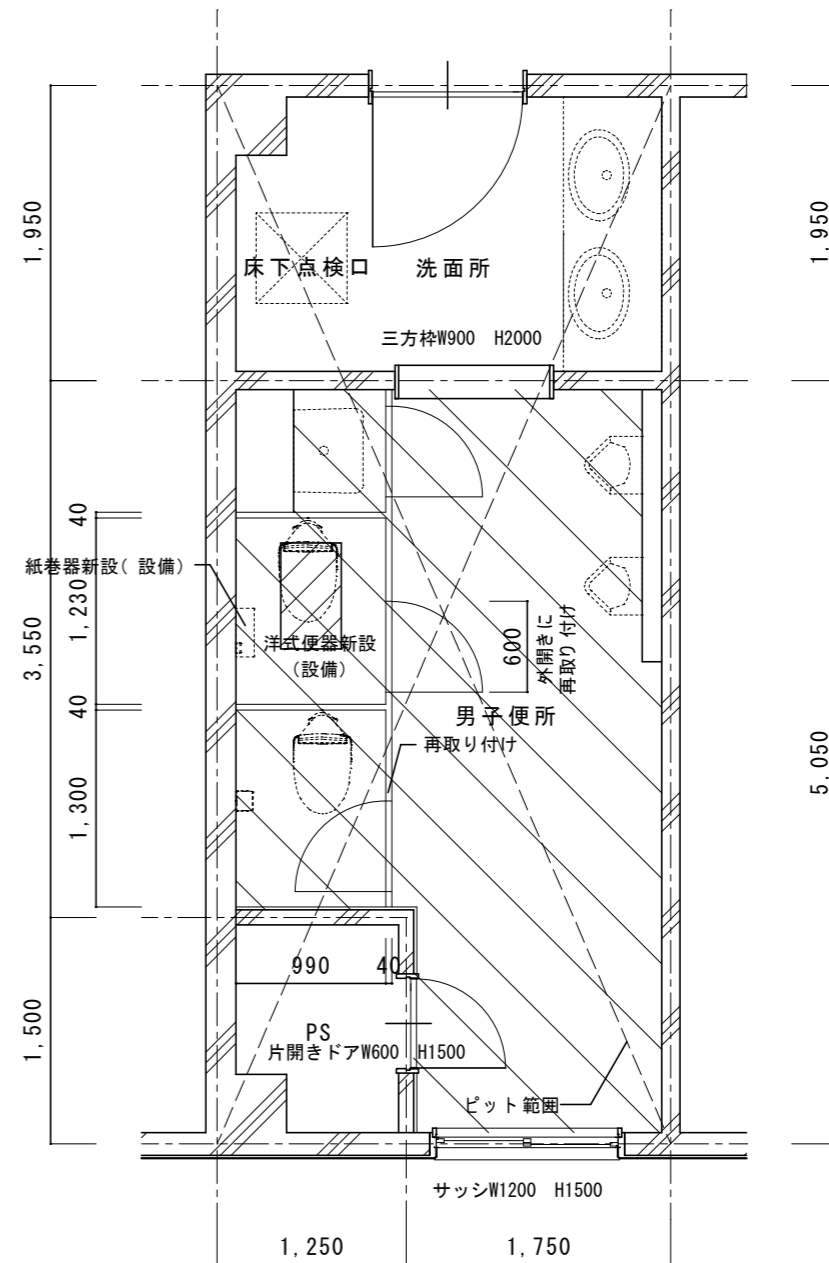 1,950
1,950
床下点検口
洗面所
三方枠W900 H2000
40
紙巻器新設(設備)
1,230
3,550
洋式便器新設
(設備)
600
外開きに
再取り付け
男子便所
40
再取り付け
1,300
5,050
990
40
PS
片開きドアW600 H1500
1,500
ピット範囲
サッシW1200 H1500
1,250
1,750